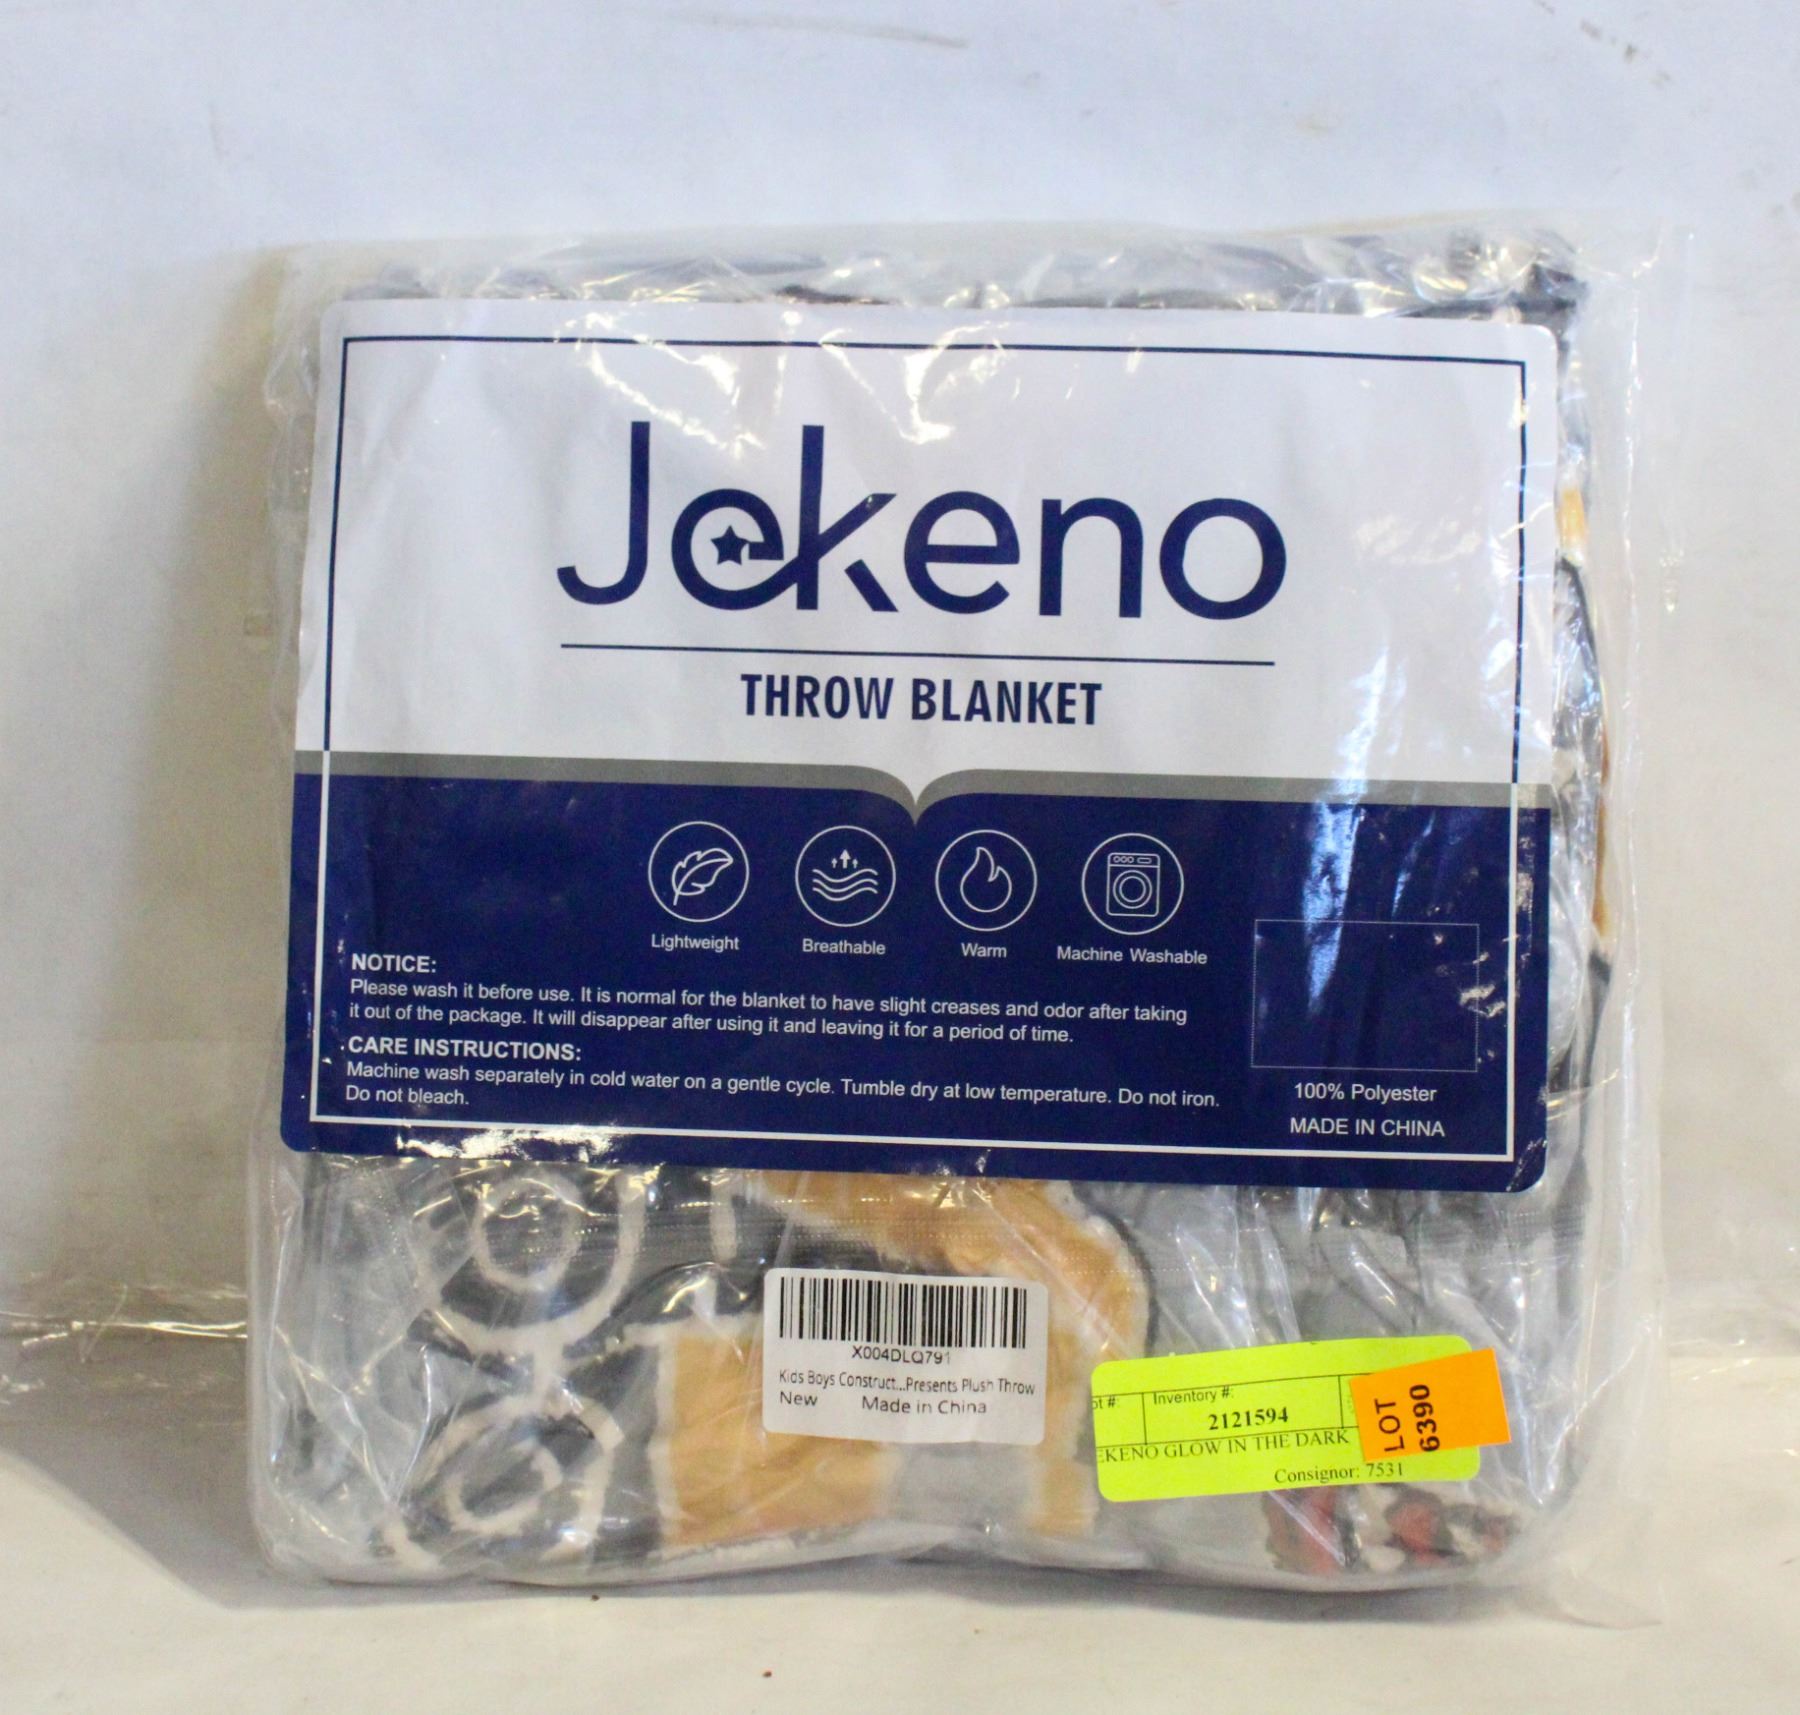 Jekeno
THROW BLANKET
Lightweight Breathable Warm Machine Washable
NOTICE:
Please wash it before use. It is normal for the blanket to have slight creases and odor after taking
it out of the package. It will disappear after using it and leaving it for a period of time.
CARE INSTRUCTIONS:
Machine wash separately in cold water on a gentle cycle. Tumble dry at low temperature. Do not iron.
Do not bleach.
100% Polyester
MADE IN CHINA
X004DLQ791
Kids Boys Construct...Presents Plush Throw
New Made in China
ot #: Inventory #:
2121594
EKENO GLOW IN THE DARK
Consignor: 7531
LOT
6390